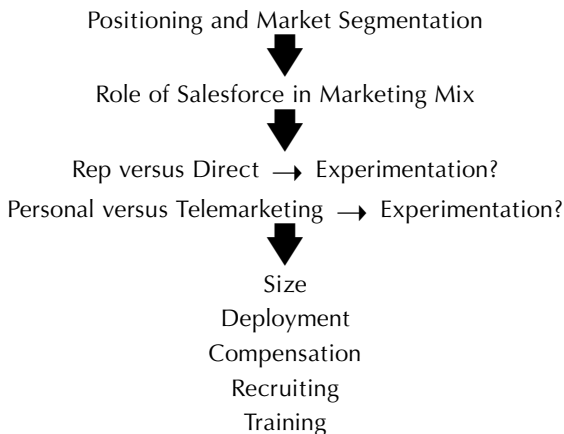 Positioning and Market Segmentation
Role of Salesforce in Marketing Mix
Rep versus Direct → Experimentation?
Personal versus Telemarketing → Experimentation?
Size
Deployment
Compensation
Recruiting
Training